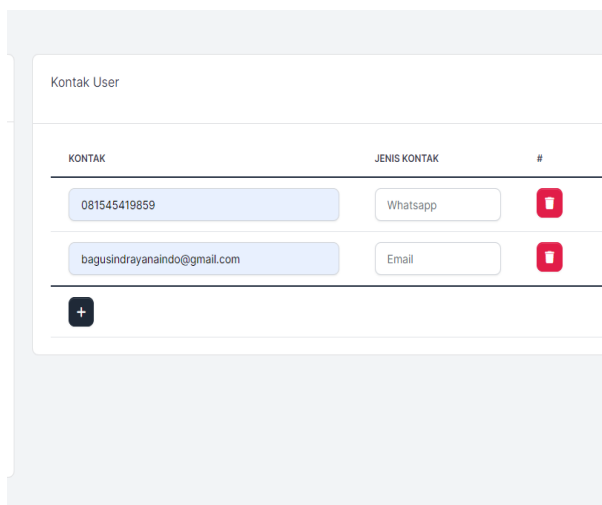 Kontak User
KONTAK JENIS KONTAK #
081545419859 Whatsapp
bagusindrayanaindo@gmail.com Email
+